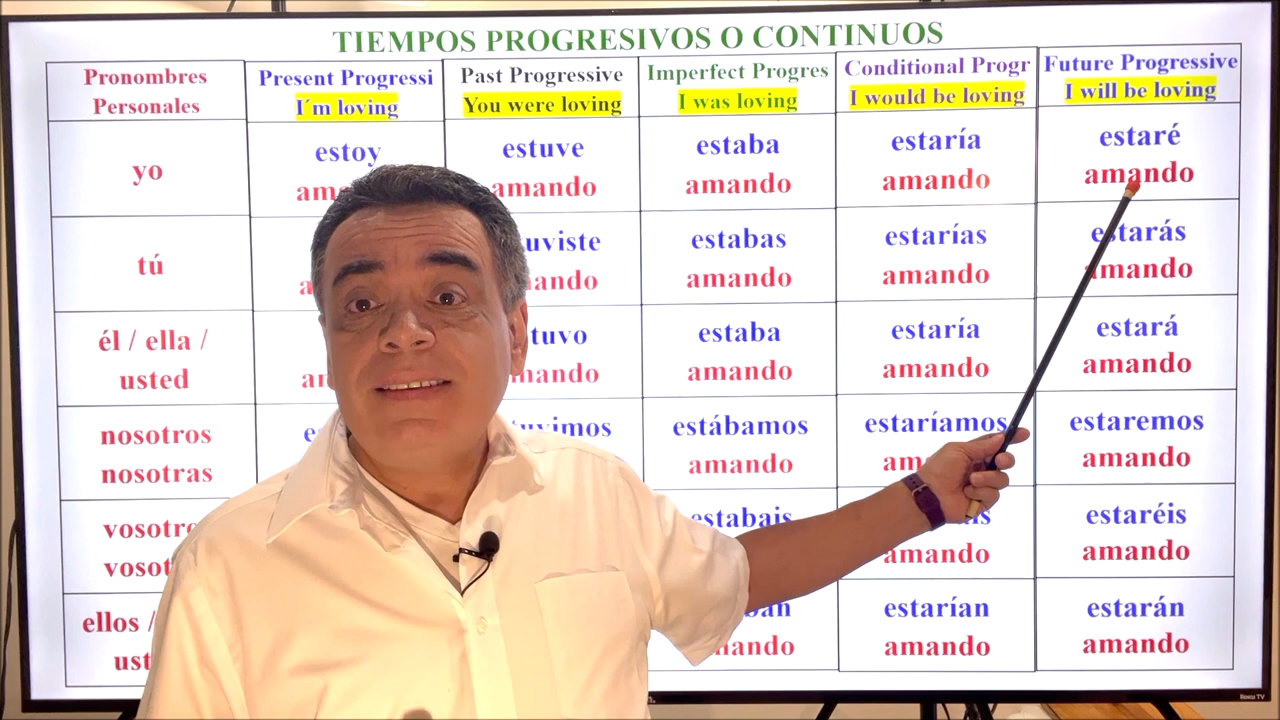 TIEMPOS PROGRESIVOS O CONTINUOS
Pronombres Personales
Present Progressi
I´m loving
Past Progressive
You were loving
Imperfect Progres
I was loving
Conditional Progr
I would be loving
Future Progressive
I will be loving
yo
estoy
estuve
amando
estaba
amando
estaría
amando
estaré
amando
tú
estabas
amando
estarías
amando
estarás
amando
él / ella /
usted
estaba
amando
estaría
amando
estará
amando
nosotros
nosotras
estábamos
amando
estaríamos
estaremos
amando
estabais
amando
estaréis
amando
ellos /
estarían
amando
estarán
amando
Roku TV